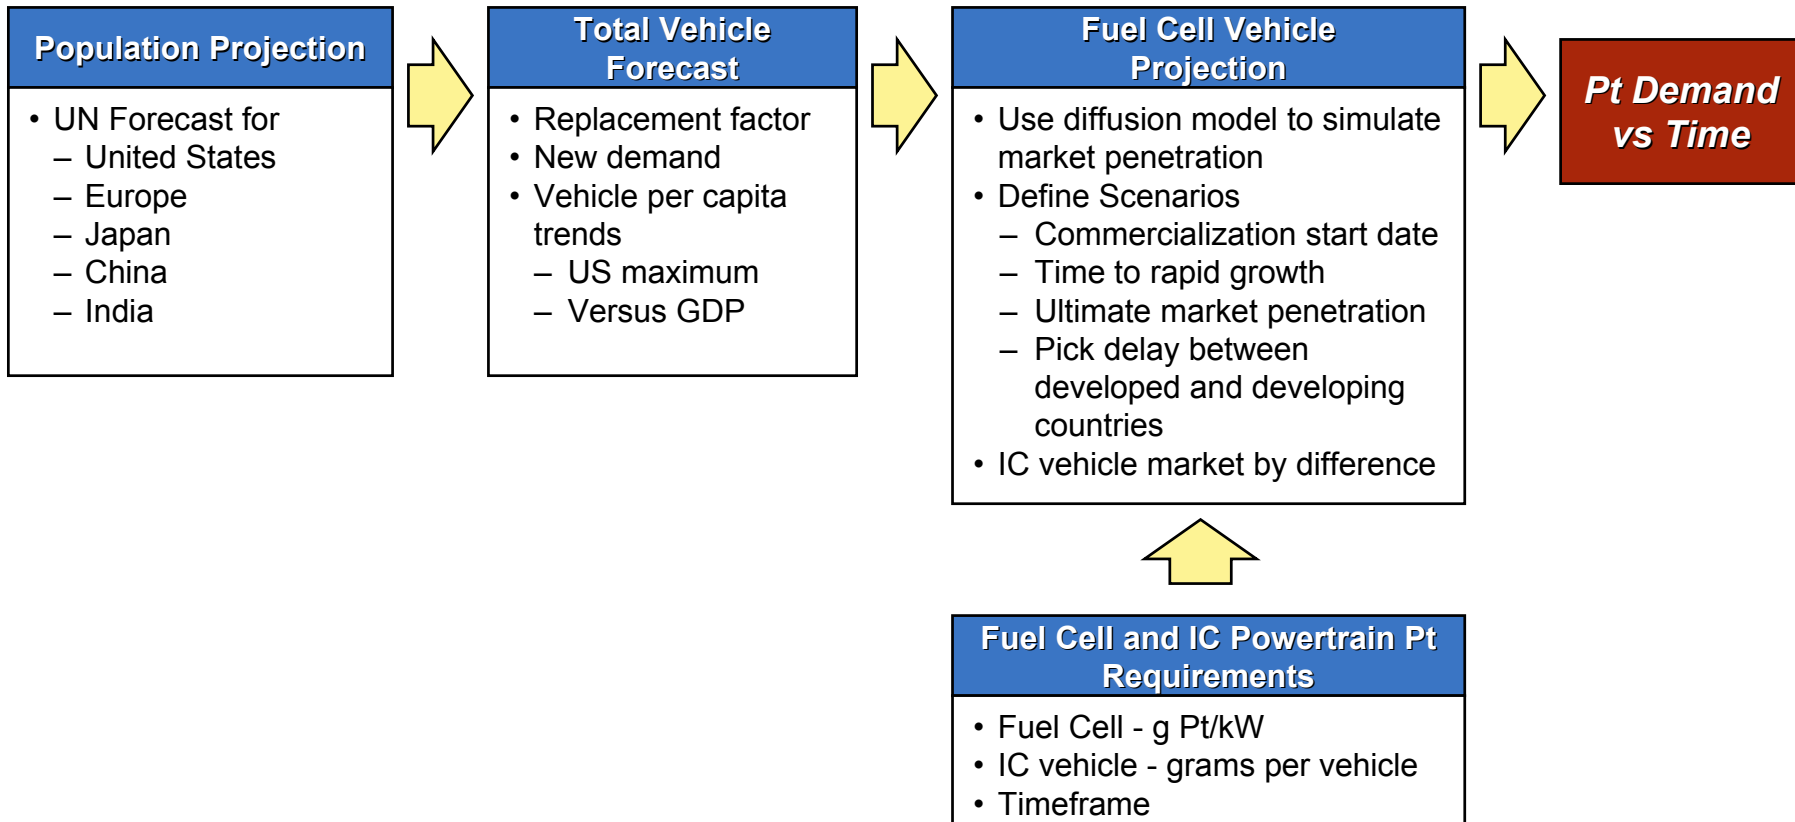 Population Projection
• UN Forecast for
– United States
– Europe
– Japan
– China
– India
Total Vehicle
Forecast
• Replacement factor
• New demand
• Vehicle per capita
trends
– US maximum
– Versus GDP
Fuel Cell Vehicle
Projection
• Use diffusion model to simulate
market penetration
• Define Scenarios
– Commercialization start date
– Time to rapid growth
– Ultimate market penetration
– Pick delay between
developed and developing
countries
• IC vehicle market by difference
Pt Demand
vs Time
Fuel Cell and IC Powertrain Pt
Requirements
• Fuel Cell - g Pt/kW
• IC vehicle - grams per vehicle
• Timeframe